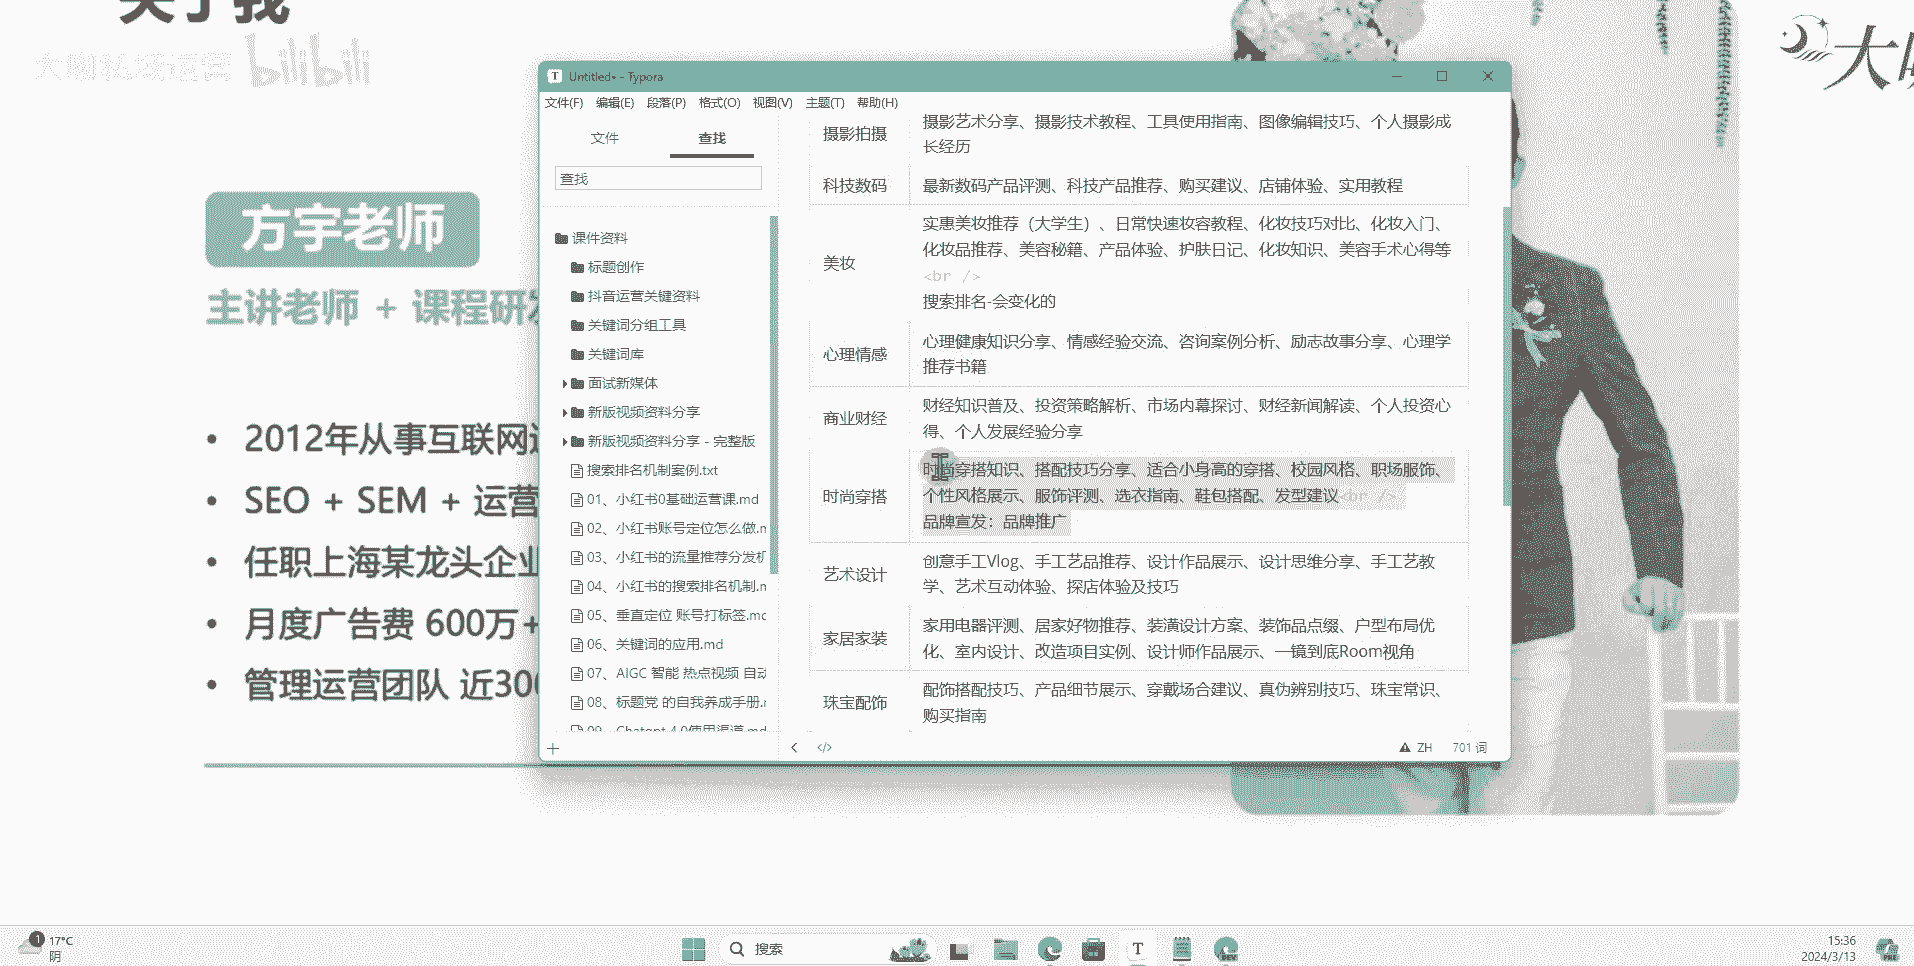 关于我
大咖私域运营 bilibili
大
方宇老师
主讲老师 + 课程研发
2012年从事互联网运
SEO + SEM + 运营
任职上海某龙头企业
月度广告费 600万+
管理运营团队 近300
Untitled• - Typora
文件(F) 编辑(E) 段落(P) 格式(O) 视图(V) 主题(T) 帮助(H)
文件 查找
查找
课件资料
标题创作
抖音运营关键资料
关键词分组工具
关键词库
面试新媒体
新版视频资料分享
新版视频资料分享 - 完整版
搜索排名机制案例.txt
01、小红书0基础运营课.md
02、小红书账号定位怎么做.m
03、小红书的流量推荐分发机
04、小红书的搜索排名机制.m
05、垂直定位 账号打标签.mc
06、关键词的应用.md
07、AIGC 智能 热点视频 自动
08、标题党 的自我养成手册.r
09、Chatgpt 4.0使用渠道.md
摄影拍摄
摄影艺术分享、摄影技术教程、工具使用指南、图像编辑技巧、个人摄影成
长经历
科技数码
最新数码产品评测、科技产品推荐、购买建议、店铺体验、实用教程
美妆
实惠美妆推荐（大学生）、日常快速妆容教程、化妆技巧对比、化妆入门、
化妆品推荐、美容秘籍、产品体验、护肤日记、化妆知识、美容手术心得等
<br />
搜索排名-会变化的
心理情感
心理健康知识分享、情感经验交流、咨询案例分析、励志故事分享、心理学
推荐书籍
商业财经
财经知识普及、投资策略解析、市场内幕探讨、财经新闻解读、个人投资心
得、个人发展经验分享
时尚穿搭
时尚穿搭知识、搭配技巧分享、适合小身高的穿搭、校园风格、职场服饰、
个性风格展示、服饰评测、选衣指南、鞋包搭配、发型建议<br />
品牌宣发：品牌推广
艺术设计
创意手工Vlog、手工艺品推荐、设计作品展示、设计思维分享、手工艺教
学、艺术互动体验、探店体验及技巧
家居家装
家用电器评测、居家好物推荐、装潢设计方案、装饰品点缀、户型布局优
化、室内设计、改造项目实例、设计师作品展示、一镜到底Room视角
珠宝配饰
配饰搭配技巧、产品细节展示、穿戴场合建议、真伪辨别技巧、珠宝常识、
购买指南
ZH 701 词
1 17°C
阴
搜索
T
DEV
15:36
2024/3/13
PRE